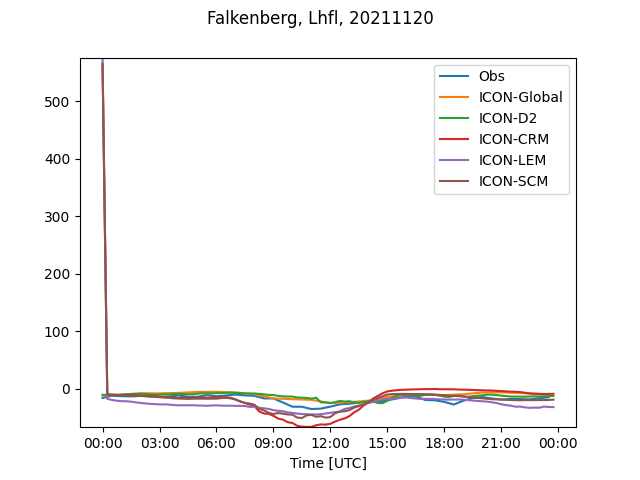 Falkenberg, Lhfl, 20211120
Obs
ICON-Global
ICON-D2
ICON-CRM
ICON-LEM
ICON-SCM
500
400
300
200
100
0
00:00 03:00 06:00 09:00 12:00 15:00 18:00 21:00 00:00
Time [UTC]